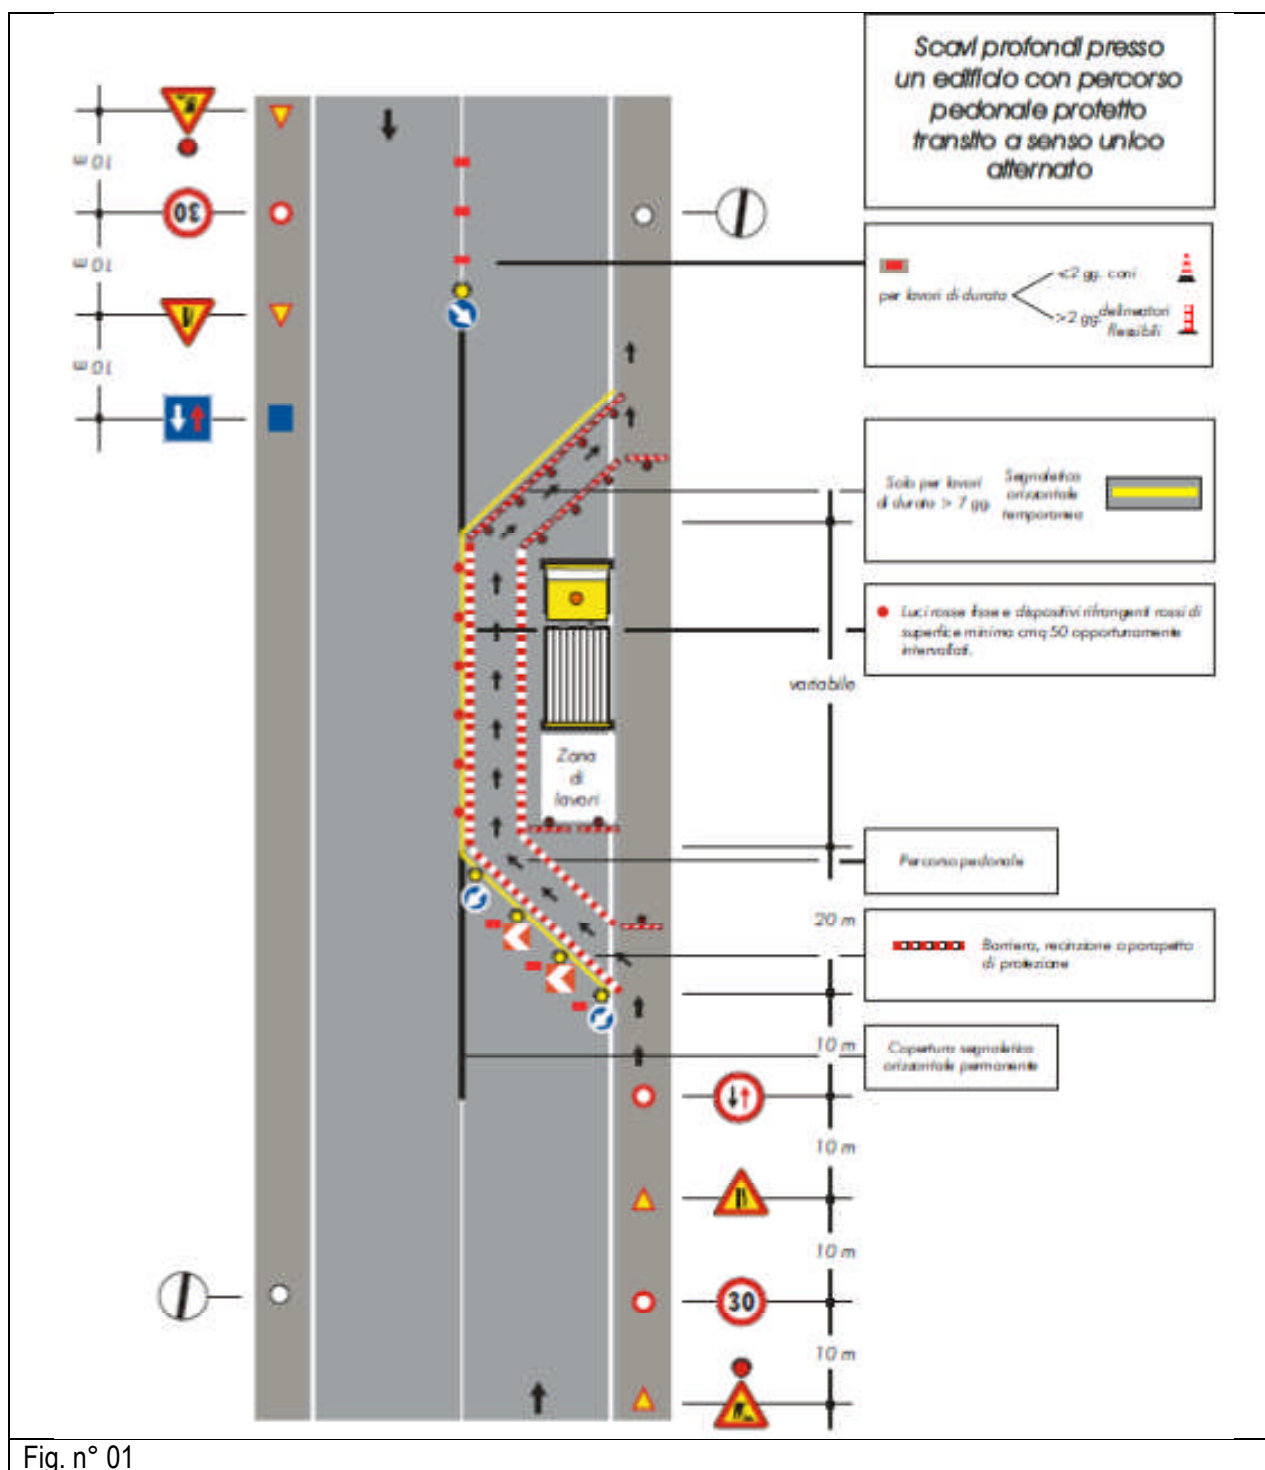 Scavi profondi presso
un edificio con percorso
pedonale protetto
transito a senso unico
alternato
10 m
30
10 m
10 m
per lavori di durata
<2 gg. coni
>2 gg. delineatori
flessibili
Solo per lavori
di durata > 7 gg.
Segnaletica
orizzontale
temporanea
Luci rosse fisse e dispositivi rifrangenti rossi di
superficie minima cmq 50 opportunamente
intervallati.
variabile
Zona
di
lavori
Percorso pedonale
20 m
Barriera, recinzione o parapetto
di protezione
10 m
Copertura segnaletica
orizzontale permanente
10 m
10 m
30
10 m
Fig. n° 01